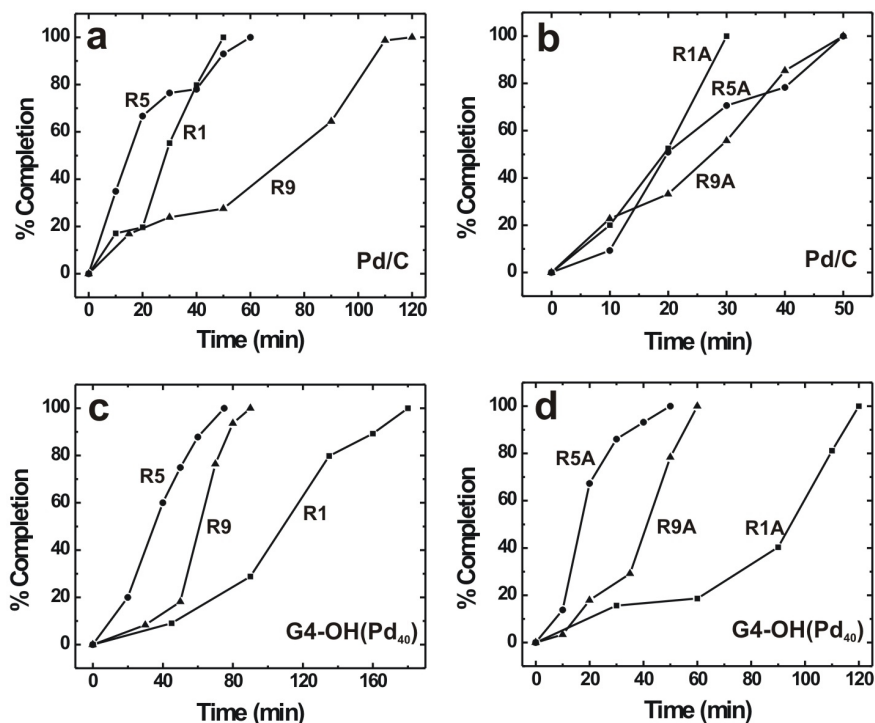 a
100
80
60
40
20
0
% Completion
R5
R1
R9
Pd/C
0 20 40 60 80 100 120
Time (min)
b
100
80
60
40
20
0
% Completion
R1A
R5A
R9A
Pd/C
0 10 20 30 40 50
Time (min)
c
100
80
60
40
20
0
% Completion
R5
R9
R1
G4-OH(Pd₄₀)
0 40 80 120 160
Time (min)
d
100
80
60
40
20
0
% Completion
R5A
R9A
R1A
G4-OH(Pd₄₀)
0 20 40 60 80 100 120
Time (min)